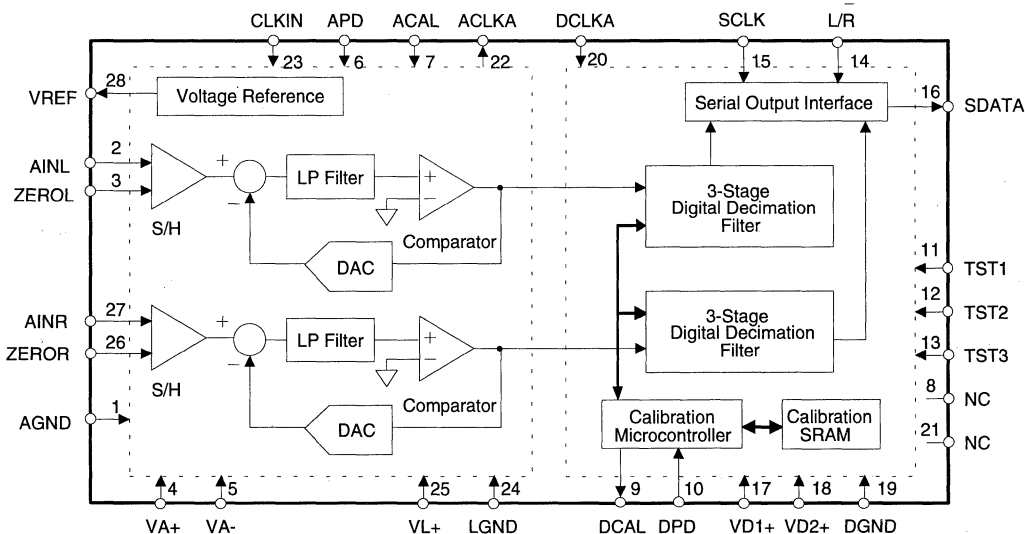 CLKIN APD ACAL ACLKA DCLKA SCLK L/R̅
23 6 7 22 20 15 14
28 VREF Voltage Reference Serial Output Interface 16 SDATA
AINL 2
ZEROL 3
S/H
+
−
LP Filter
+
−
Comparator
DAC
3-Stage
Digital Decimation
Filter
11 TST1
12 TST2
13 TST3
8 NC
21 NC
AINR 27
ZEROR 26
S/H
+
−
LP Filter
+
−
Comparator
DAC
3-Stage
Digital Decimation
Filter
AGND 1
Calibration
Microcontroller
Calibration
SRAM
4 5 25 24 9 10 17 18 19
VA+ VA- VL+ LGND DCAL DPD VD1+ VD2+ DGND